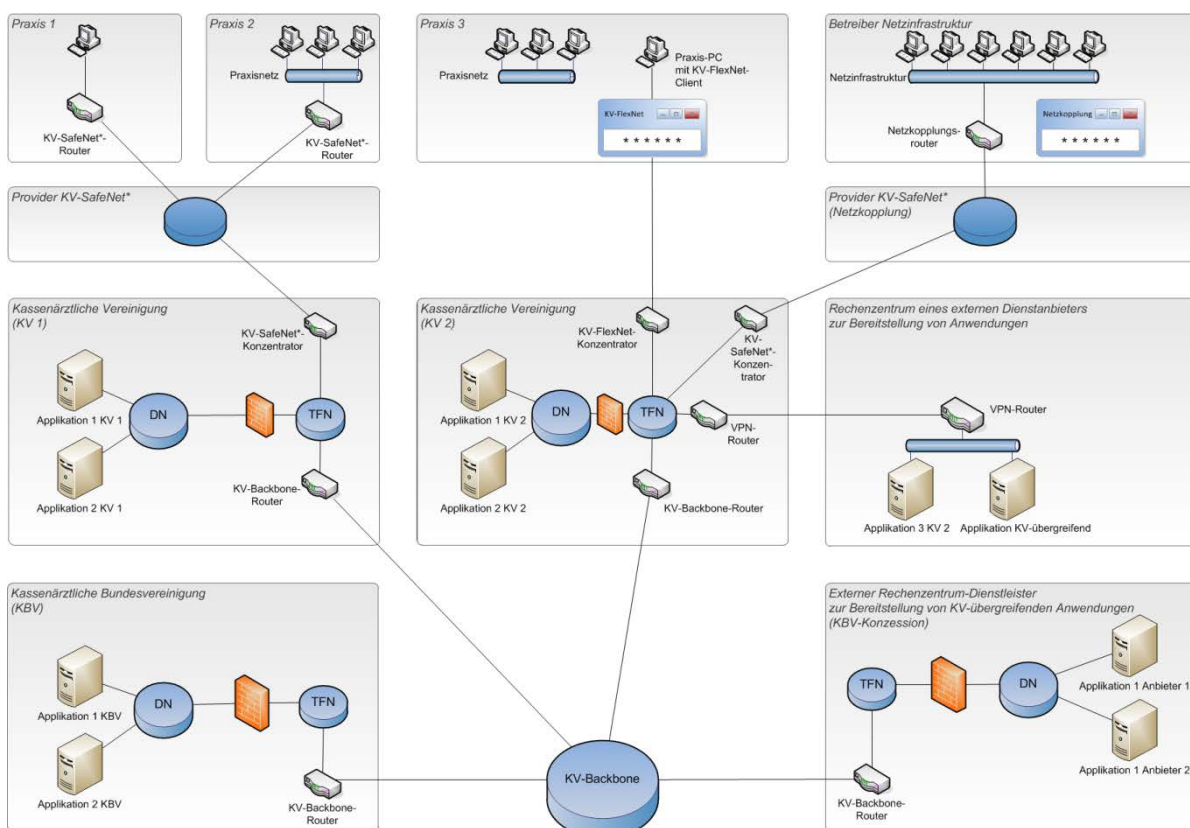 Praxis 1
KV-SafeNet*-
Router
Praxis 2
Praxisnetz
KV-SafeNet*-
Router
Praxis 3
Praxisnetz
Praxis-PC
mit KV-FlexNet-
Client
KV-FlexNet
* * * * * *
Betreiber Netzinfrastruktur
Netzinfrastruktur
Netzkopplungs-
router
Netzkopplung
* * * * * *
Provider KV-SafeNet*
Provider KV-SafeNet*
(Netzkopplung)
Kassenärztliche Vereinigung
(KV 1)
KV-SafeNet*-
Konzentrator
Applikation 1 KV 1
DN
TFN
Applikation 2 KV 1
KV-Backbone-
Router
Kassenärztliche Vereinigung
(KV 2)
KV-FlexNet-
Konzentrator
KV-
SafeNet*-
Konzen-
trator
Applikation 1 KV 2
DN
TFN
VPN-
Router
Applikation 2 KV 2
KV-Backbone-Router
Rechenzentrum eines externen Dienstanbieters
zur Bereitstellung von Anwendungen
VPN-Router
Applikation 3 KV 2
Applikation KV-übergreifend
Kassenärztliche Bundesvereinigung
(KBV)
Applikation 1 KBV
DN
TFN
Applikation 2 KBV
KV-Backbone-
Router
KV-Backbone
Externer Rechenzentrum-Dienstleister
zur Bereitstellung von KV-übergreifenden Anwendungen
(KBV-Konzession)
TFN
DN
Applikation 1 Anbieter 1
Applikation 1 Anbieter 2
KV-Backbone-
Router